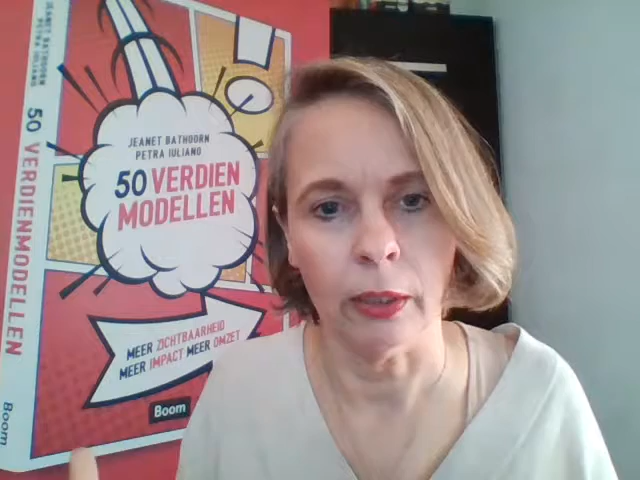 JEANET BATHOORN
PETRA IULIANO
50 VERDIENMODELLEN
Boom
JEANET BATHOORN
PETRA IULIANO
50 VERDIEN
MODELLEN
MEER ZICHTBAARHEID
MEER IMPACT MEER OMZET
Boom